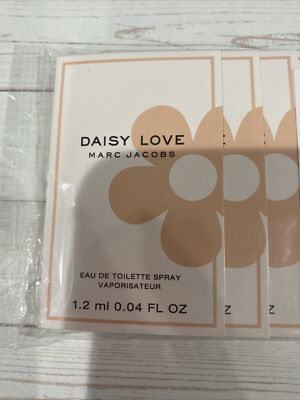 DAISY LOVE
MARC JACOBS
EAU DE TOILETTE SPRAY
VAPORISATEUR
1.2 ml 0.04 FL OZ
Z
Z